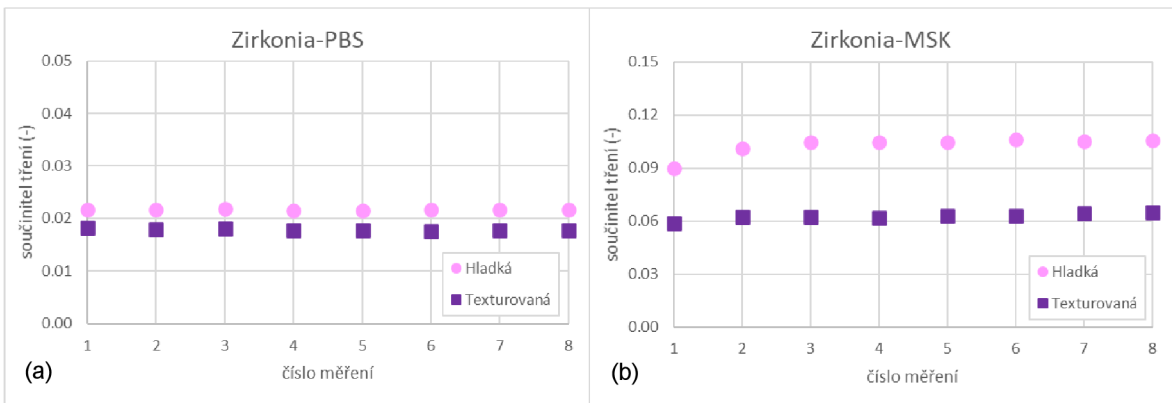 Zirkonia-PBS
součinitel tření (-)
0.05
0.04
0.03
0.02
0.01
0.00
Hladká
Texturovaná
1 2 3 4 5 6 7 8
číslo měření
(a)
Zirkonia-MSK
součinitel tření (-)
0.15
0.12
0.09
0.06
0.03
0.00
Hladká
Texturovaná
1 2 3 4 5 6 7 8
číslo měření
(b)